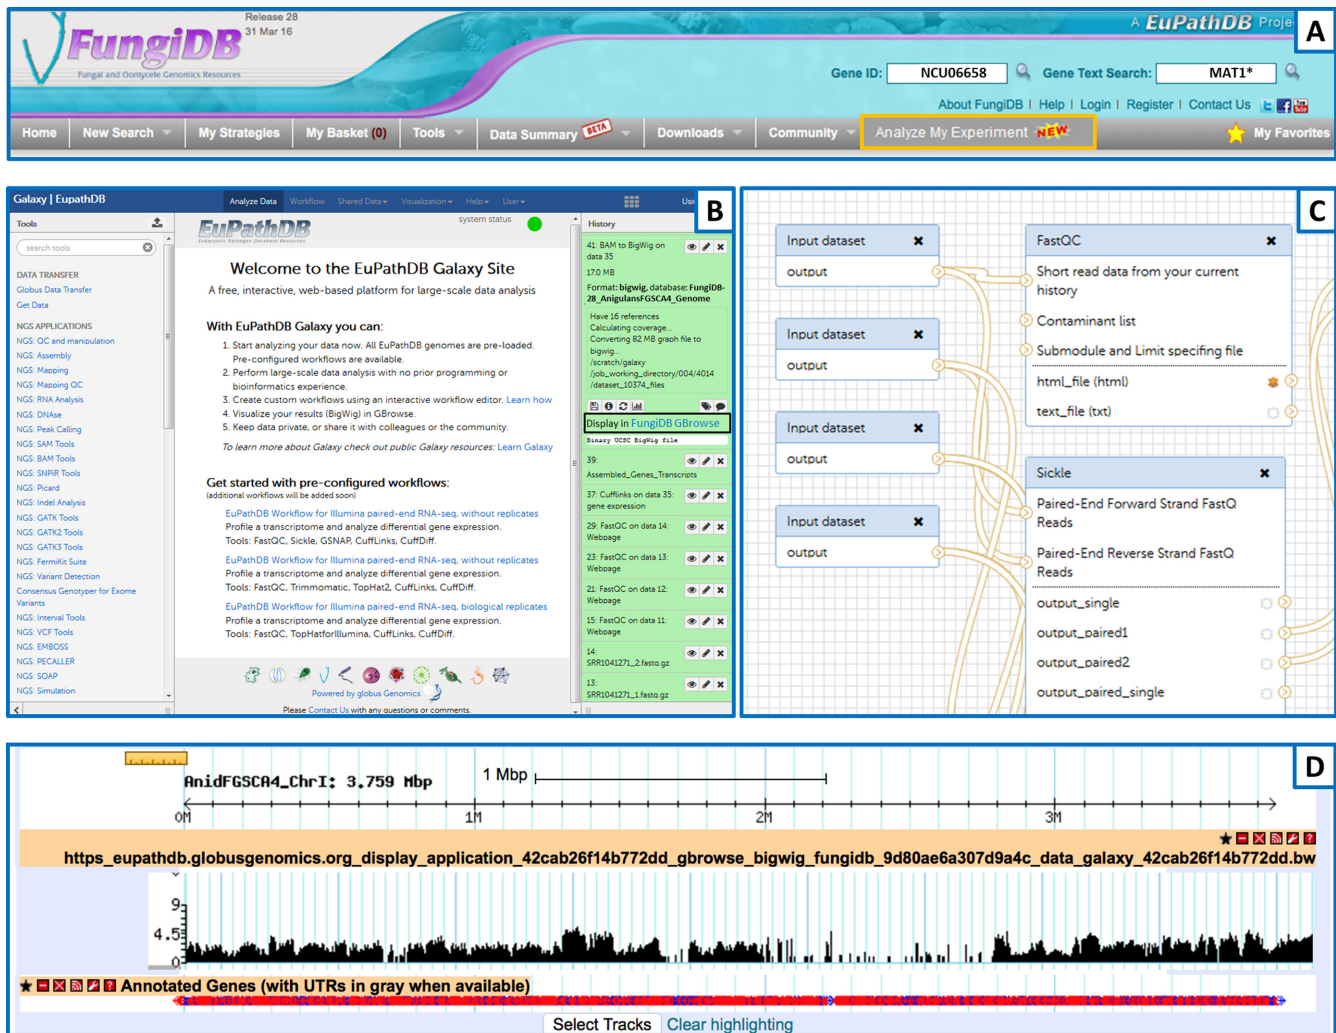 Release 28
31 Mar 16
FungiDB
Fungal and Oomycete Genomics Resources
A EuPathDB Proje
A
Gene ID: NCU06658 Gene Text Search: MAT1*
About FungiDB | Help | Login | Register | Contact Us
Home New Search My Strategies My Basket (0) Tools Data Summary BETA Downloads Community Analyze My Experiment NEW My Favorites
Galaxy | EupathDB
Analyze Data Workflow Shared Data Visualization Help User Usin
B
Tools
search tools
DATA TRANSFER
Globus Data Transfer
Get Data
NGS APPLICATIONS
NGS: QC and manipulation
NGS: Assembly
NGS: Mapping
NGS: Mapping QC
NGS: RNA Analysis
NGS: DNAse
NGS: Peak Calling
NGS: SAM Tools
NGS: BAM Tools
NGS: SNPiR Tools
NGS: Picard
NGS: Indel Analysis
NGS: GATK Tools
NGS: GATK2 Tools
NGS: GATK3 Tools
NGS: FermiKit Suite
NGS: Variant Detection
Consensus Genotyper for Exome
Variants
NGS: Interval Tools
NGS: VCF Tools
NGS: EMBOSS
NGS: PECALLER
NGS: SOAP
NGS: Simulation
EuPathDB
Eukaryotic Pathogen Database Resources
system status
Welcome to the EuPathDB Galaxy Site
A free, interactive, web-based platform for large-scale data analysis
With EuPathDB Galaxy you can:
1. Start analyzing your data now. All EuPathDB genomes are pre-loaded.
Pre-configured workflows are available.
2. Perform large-scale data analysis with no prior programming or
bioinformatics experience.
3. Create custom workflows using an interactive workflow editor. Learn how
4. Visualize your results (BigWig) in GBrowse.
5. Keep data private, or share it with colleagues or the community.
To learn more about Galaxy check out public Galaxy resources: Learn Galaxy
Get started with pre-configured workflows:
(additional workflows will be added soon)
EuPathDB Workflow for Illumina paired-end RNA-seq, without replicates
Profile a transcriptome and analyze differential gene expression.
Tools: FastQC, Sickle, GSNAP, CuffLinks, CuffDiff.
EuPathDB Workflow for Illumina paired-end RNA-seq, without replicates
Profile a transcriptome and analyze differential gene expression.
Tools: FastQC, Trimmomatic, TopHat2, CuffLinks, CuffDiff.
EuPathDB Workflow for Illumina paired-end RNA-seq, biological replicates
Profile a transcriptome and analyze differential gene expression.
Tools: FastQC, TopHatforIllumina, CuffLinks, CuffDiff.
Powered by globus Genomics
Please Contact Us with any questions or comments.
History
41: BAM to BigWig on
data 35
17.0 MB
Format: bigwig, database: FungiDB-
28_AnigulansFGSCA4_Genome
Have 16 references
Calculating coverage...
Converting 82 MB graph file to
bigwig...
/scratch/galaxy
/job_working_directory/004/4014
/dataset_10374_files
Display in FungiDB GBrowse
Binary UCSC BigWig file
39:
Assembled_Genes_Transcripts
37: Cufflinks on data 35:
gene expression
29: FastQC on data 14:
Webpage
23: FastQC on data 13:
Webpage
21: FastQC on data 12:
Webpage
15: FastQC on data 11:
Webpage
14:
SRR1041271_2.fastq.gz
13:
SRR1041271_1.fastq.gz
C
Input dataset
output
Input dataset
output
Input dataset
output
Input dataset
output
FastQC
Short read data from your current
history
Contaminant list
Submodule and Limit specifing file
html_file (html)
text_file (txt)
Sickle
Paired-End Forward Strand FastQ
Reads
Paired-End Reverse Strand FastQ
Reads
output_single
output_paired1
output_paired2
output_paired_single
D
AnidFGSCA4_ChrI: 3.759 Mbp
1 Mbp
0M 1M 2M 3M
https_eupathdb.globusgenomics.org_display_application_42cab26f14b772dd_gbrowse_bigwig_fungidb_9d80ae6a307d9a4c_data_galaxy_42cab26f14b772dd.bw
9
4.5
0
Annotated Genes (with UTRs in gray when available)
Select Tracks Clear highlighting